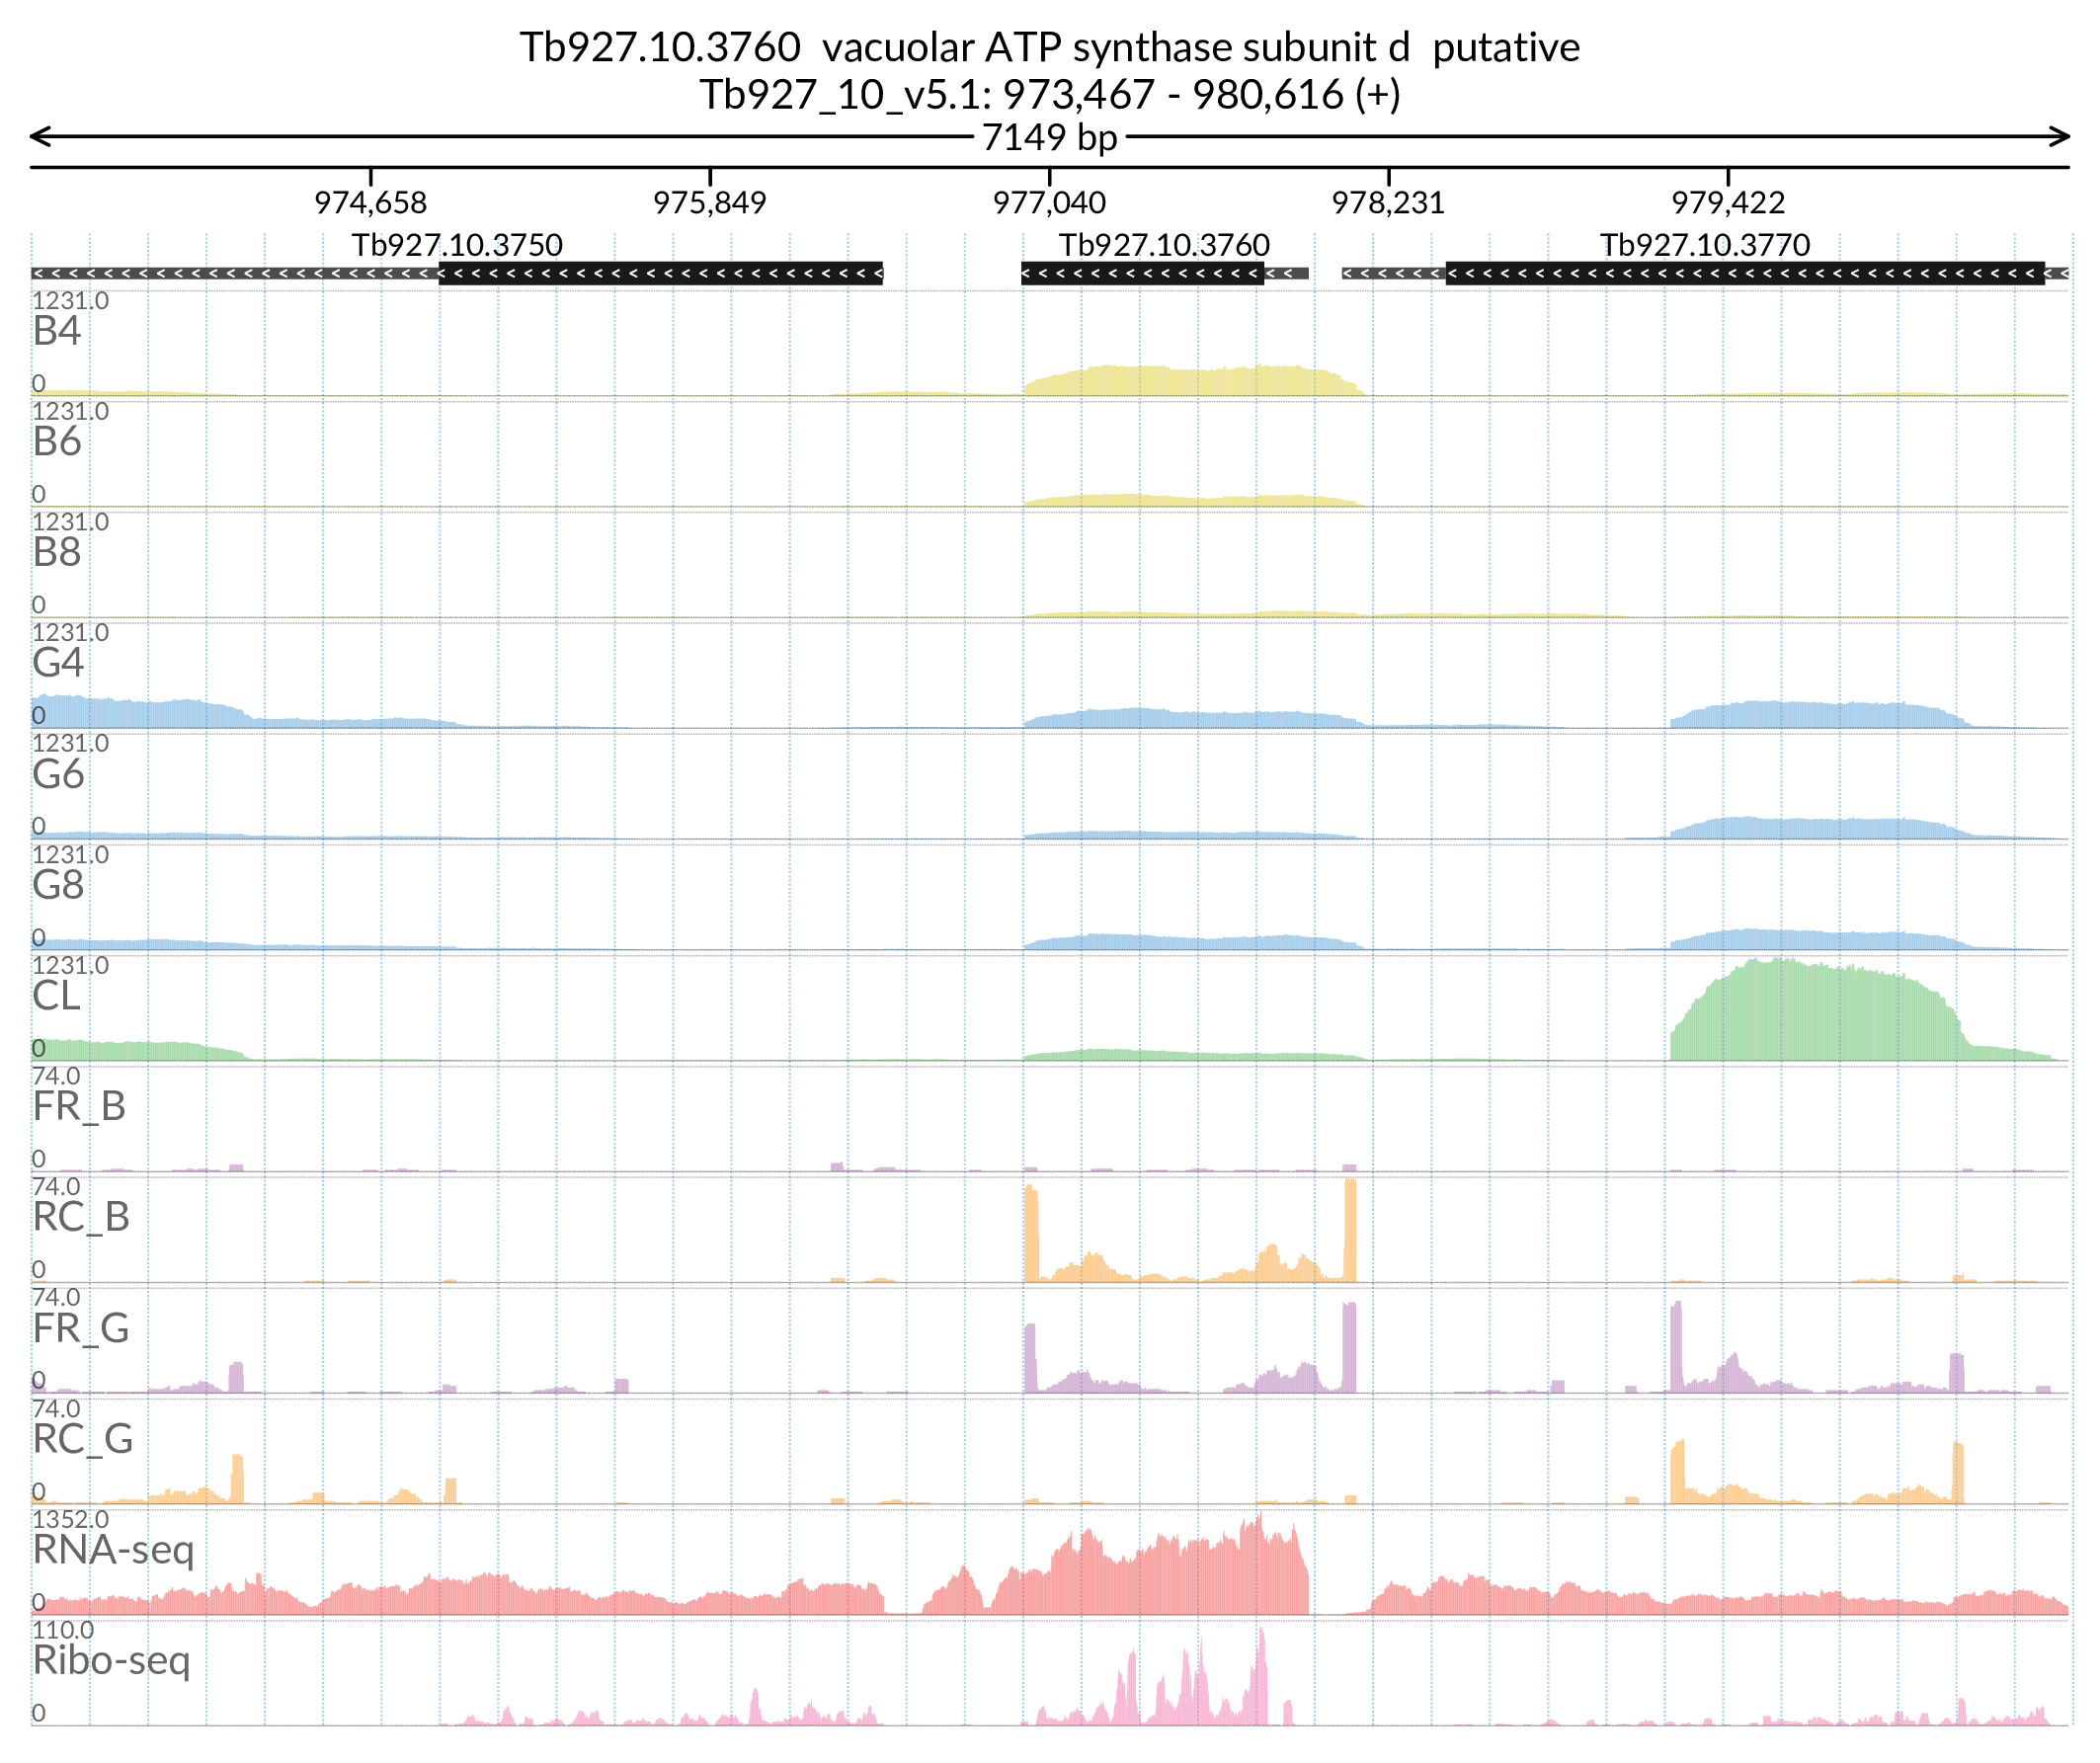 Tb927.10.3760 vacuolar ATP synthase subunit d putative
Tb927_10_v5.1: 973,467 - 980,616 (+)
7149 bp
974,658 975,849 977,040 978,231 979,422
Tb927.10.3750 Tb927.10.3760 Tb927.10.3770
1231.0
B4
0
1231.0
B6
0
1231.0
B8
0
1231.0
G4
0
1231.0
G6
0
1231.0
G8
0
1231.0
CL
0
74.0
FR_B
0
74.0
RC_B
0
74.0
FR_G
0
74.0
RC_G
0
1352.0
RNA-seq
0
110.0
Ribo-seq
0